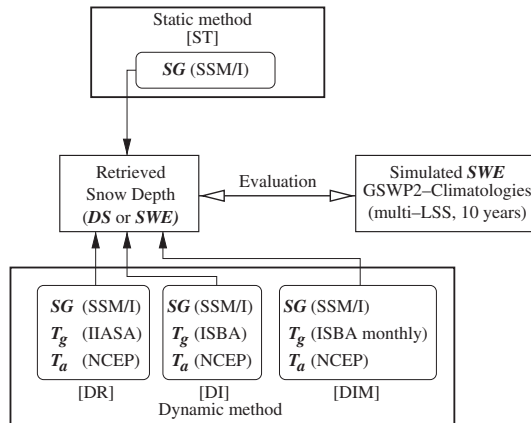 Static method
[ST]
SG (SSM/I)
Retrieved
Snow Depth
(DS or SWE)
Evaluation
Simulated SWE
GSWP2–Climatologies
(multi–LSS, 10 years)
SG (SSM/I)
Tg (IIASA)
Ta (NCEP)
[DR]
SG (SSM/I)
Tg (ISBA)
Ta (NCEP)
[DI]
SG (SSM/I)
Tg (ISBA monthly)
Ta (NCEP)
[DIM]
Dynamic method